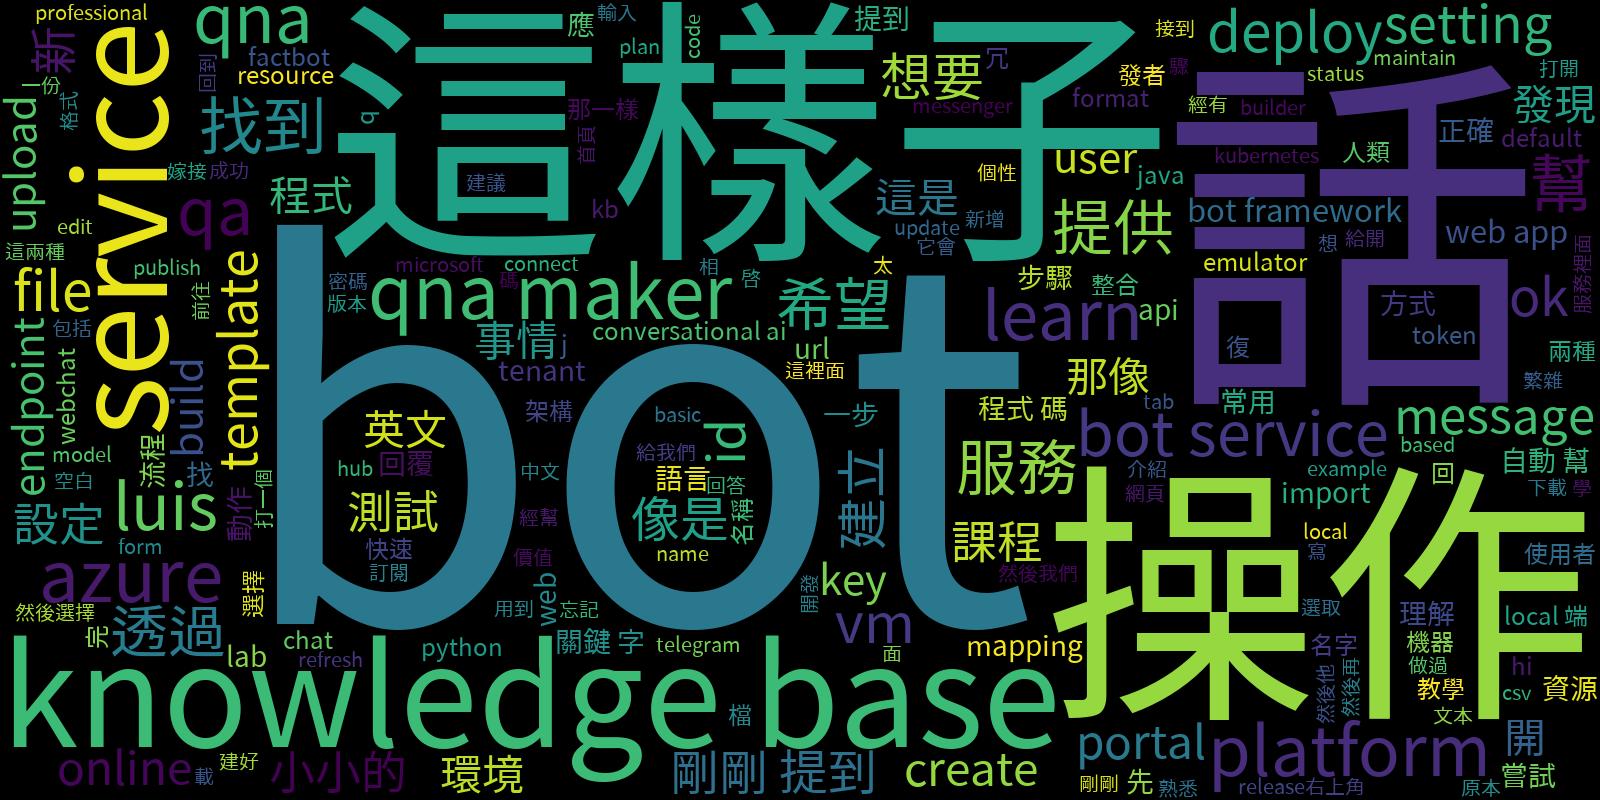 professional
qna
應
輸入
提到
接到
deploy
setting
新
service
factbot
resource
回到
plan
code
這樣子
想要
冗
發者
驟
status
maintain
打開
一份
格式
upload
找到
q
那一樣
首頁
messenger
format
經有
builder
發現
話
正確
default
嫁接
成功
程式
建議
kb
個性
user
java
kubernetes
人類
幫
qa
edit
這兩種
這是
update
新增
它會
提供
bot framework
想
給開
web app
file
publish
template
前往
密碼
版本
microsoft
碼
connect
相
啓
太
步驟
整合
emulator
服務裡面
bot
qna maker
希望
learn
api
方式
token
ok
endpoint
包括
webchat
build
事情
j
conversational ai
url
tenant
這裡面
那像
復
兩種
繁雜
英文
架構
basic
id
一步
程式 碼
tab
常用
message
model
空白
流程
找
hub
回覆
中文
給我們
語言
回答
建立
服務
bot service
介紹
網頁
based
example
回
自動 幫
下載
學
luis
設定
動作
打一個
測試
經幫
像是
名稱
import
操作
form
快速
訂閱
價值
name
課程
然後我們
local
寫
使用者
azure
選擇
然後選擇
用到
web
忘記
開發
key
vm
選取
理解
local 端
完
透過
lab
chat
refresh
python
關鍵 字
telegram
面
mapping
名字
機器
做過
hi
knowledge base
檔
然後他
然後再
教學
csv
資源
文本
online
載
建好
小小的
環境
剛剛 提到
create
portal
剛剛
先
熟悉
platform
release
右上角
開
原本
嘗試